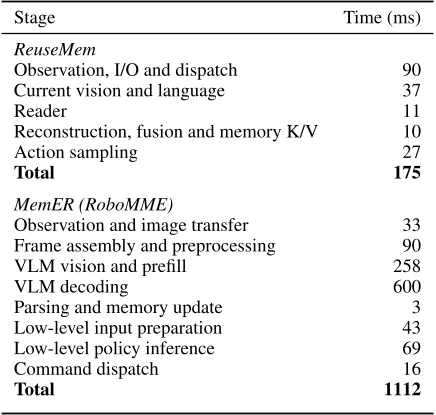 Stage Time (ms)
ReuseMem
Observation, I/O and dispatch 90
Current vision and language 37
Reader 11
Reconstruction, fusion and memory K/V 10
Action sampling 27
Total 175
MemER (RoboMME)
Observation and image transfer 33
Frame assembly and preprocessing 90
VLM vision and prefill 258
VLM decoding 600
Parsing and memory update 3
Low-level input preparation 43
Low-level policy inference 69
Command dispatch 16
Total 1112